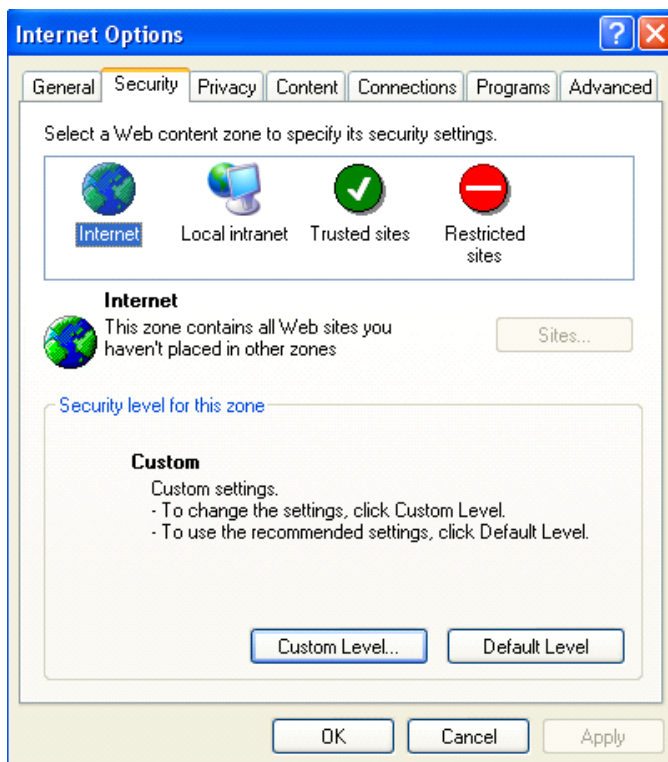 Internet Options
General Security Privacy Content Connections Programs Advanced
Select a Web content zone to specify its security settings.
Internet Local intranet Trusted sites Restricted
sites
Internet
This zone contains all Web sites you
haven't placed in other zones
Sites...
Security level for this zone
Custom
Custom settings.
- To change the settings, click Custom Level.
- To use the recommended settings, click Default Level.
Custom Level... Default Level
OK Cancel Apply